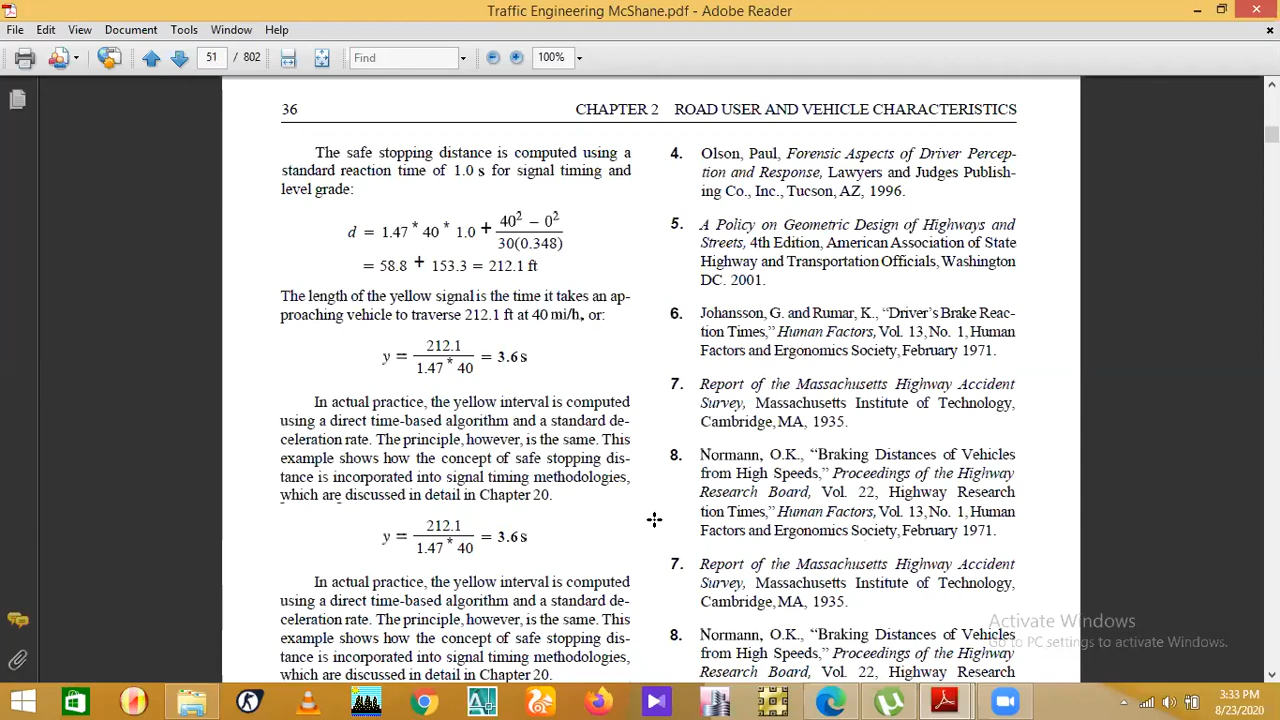 Traffic Engineering McShane.pdf - Adobe Reader
File Edit View Document Tools Window Help
51 / 802 Find 100%
36 CHAPTER 2 ROAD USER AND VEHICLE CHARACTERISTICS
The safe stopping distance is computed using a
standard reaction time of 1.0 s for signal timing and
level grade:
d = 1.47 * 40 * 1.0 + 40² − 0² / 30(0.348)
= 58.8 + 153.3 = 212.1 ft
The length of the yellow signal is the time it takes an ap-
proaching vehicle to traverse 212.1 ft at 40 mi/h, or:
y = 212.1 / 1.47 * 40 = 3.6 s
In actual practice, the yellow interval is computed
using a direct time-based algorithm and a standard de-
celeration rate. The principle, however, is the same. This
example shows how the concept of safe stopping dis-
tance is incorporated into signal timing methodologies,
which are discussed in detail in Chapter 20.
y = 212.1 / 1.47 * 40 = 3.6 s
In actual practice, the yellow interval is computed
using a direct time-based algorithm and a standard de-
celeration rate. The principle, however, is the same. This
example shows how the concept of safe stopping dis-
tance is incorporated into signal timing methodologies,
which are discussed in detail in Chapter 20.
4. Olson, Paul, Forensic Aspects of Driver Percep-
tion and Response, Lawyers and Judges Publish-
ing Co., Inc., Tucson, AZ, 1996.
5. A Policy on Geometric Design of Highways and
Streets, 4th Edition, American Association of State
Highway and Transportation Officials, Washington
DC. 2001.
6. Johansson, G. and Rumar, K., “Driver’s Brake Reac-
tion Times,” Human Factors, Vol. 13, No. 1, Human
Factors and Ergonomics Society, February 1971.
7. Report of the Massachusetts Highway Accident
Survey, Massachusetts Institute of Technology,
Cambridge, MA, 1935.
8. Normann, O.K., “Braking Distances of Vehicles
from High Speeds,” Proceedings of the Highway
Research Board, Vol. 22, Highway Research
tion Times,” Human Factors, Vol. 13, No. 1, Human
Factors and Ergonomics Society, February 1971.
7. Report of the Massachusetts Highway Accident
Survey, Massachusetts Institute of Technology,
Cambridge, MA, 1935.
8. Normann, O.K., “Braking Distances of Vehicles
from High Speeds,” Proceedings of the Highway
Research Board, Vol. 22, Highway Research
Activate Windows
Go to PC settings to activate Windows.
3:33 PM
8/23/2020